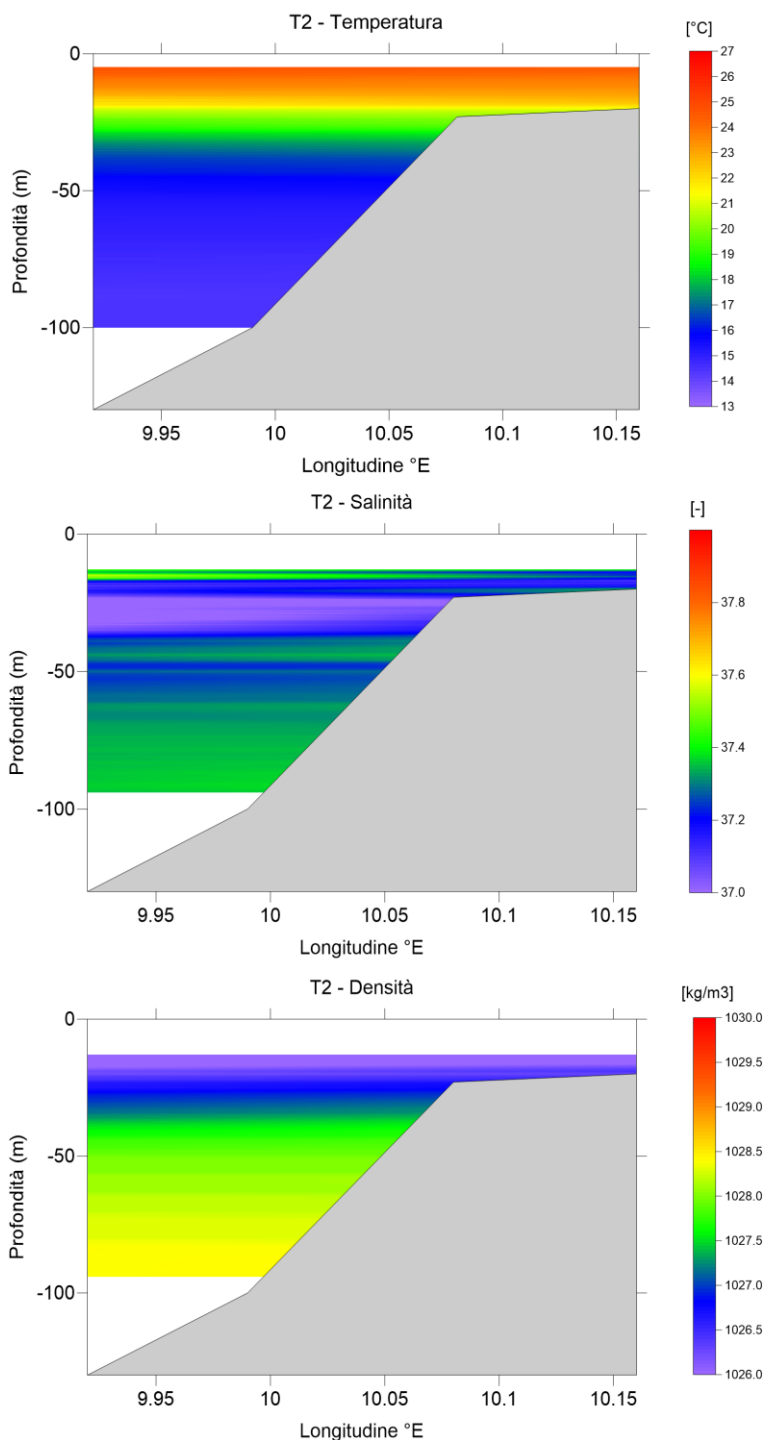 T2 - Temperatura
[°C]
0
-50
-100
Profondità (m)
9.95 10 10.05 10.1 10.15
Longitudine °E
27
26
25
24
23
22
21
20
19
18
17
16
15
14
13
T2 - Salinità
[-]
0
-50
-100
Profondità (m)
9.95 10 10.05 10.1 10.15
Longitudine °E
37.8
37.6
37.4
37.2
37.0
T2 - Densità
[kg/m3]
0
-50
-100
Profondità (m)
9.95 10 10.05 10.1 10.15
Longitudine °E
1030.0
1029.5
1029.0
1028.5
1028.0
1027.5
1027.0
1026.5
1026.0